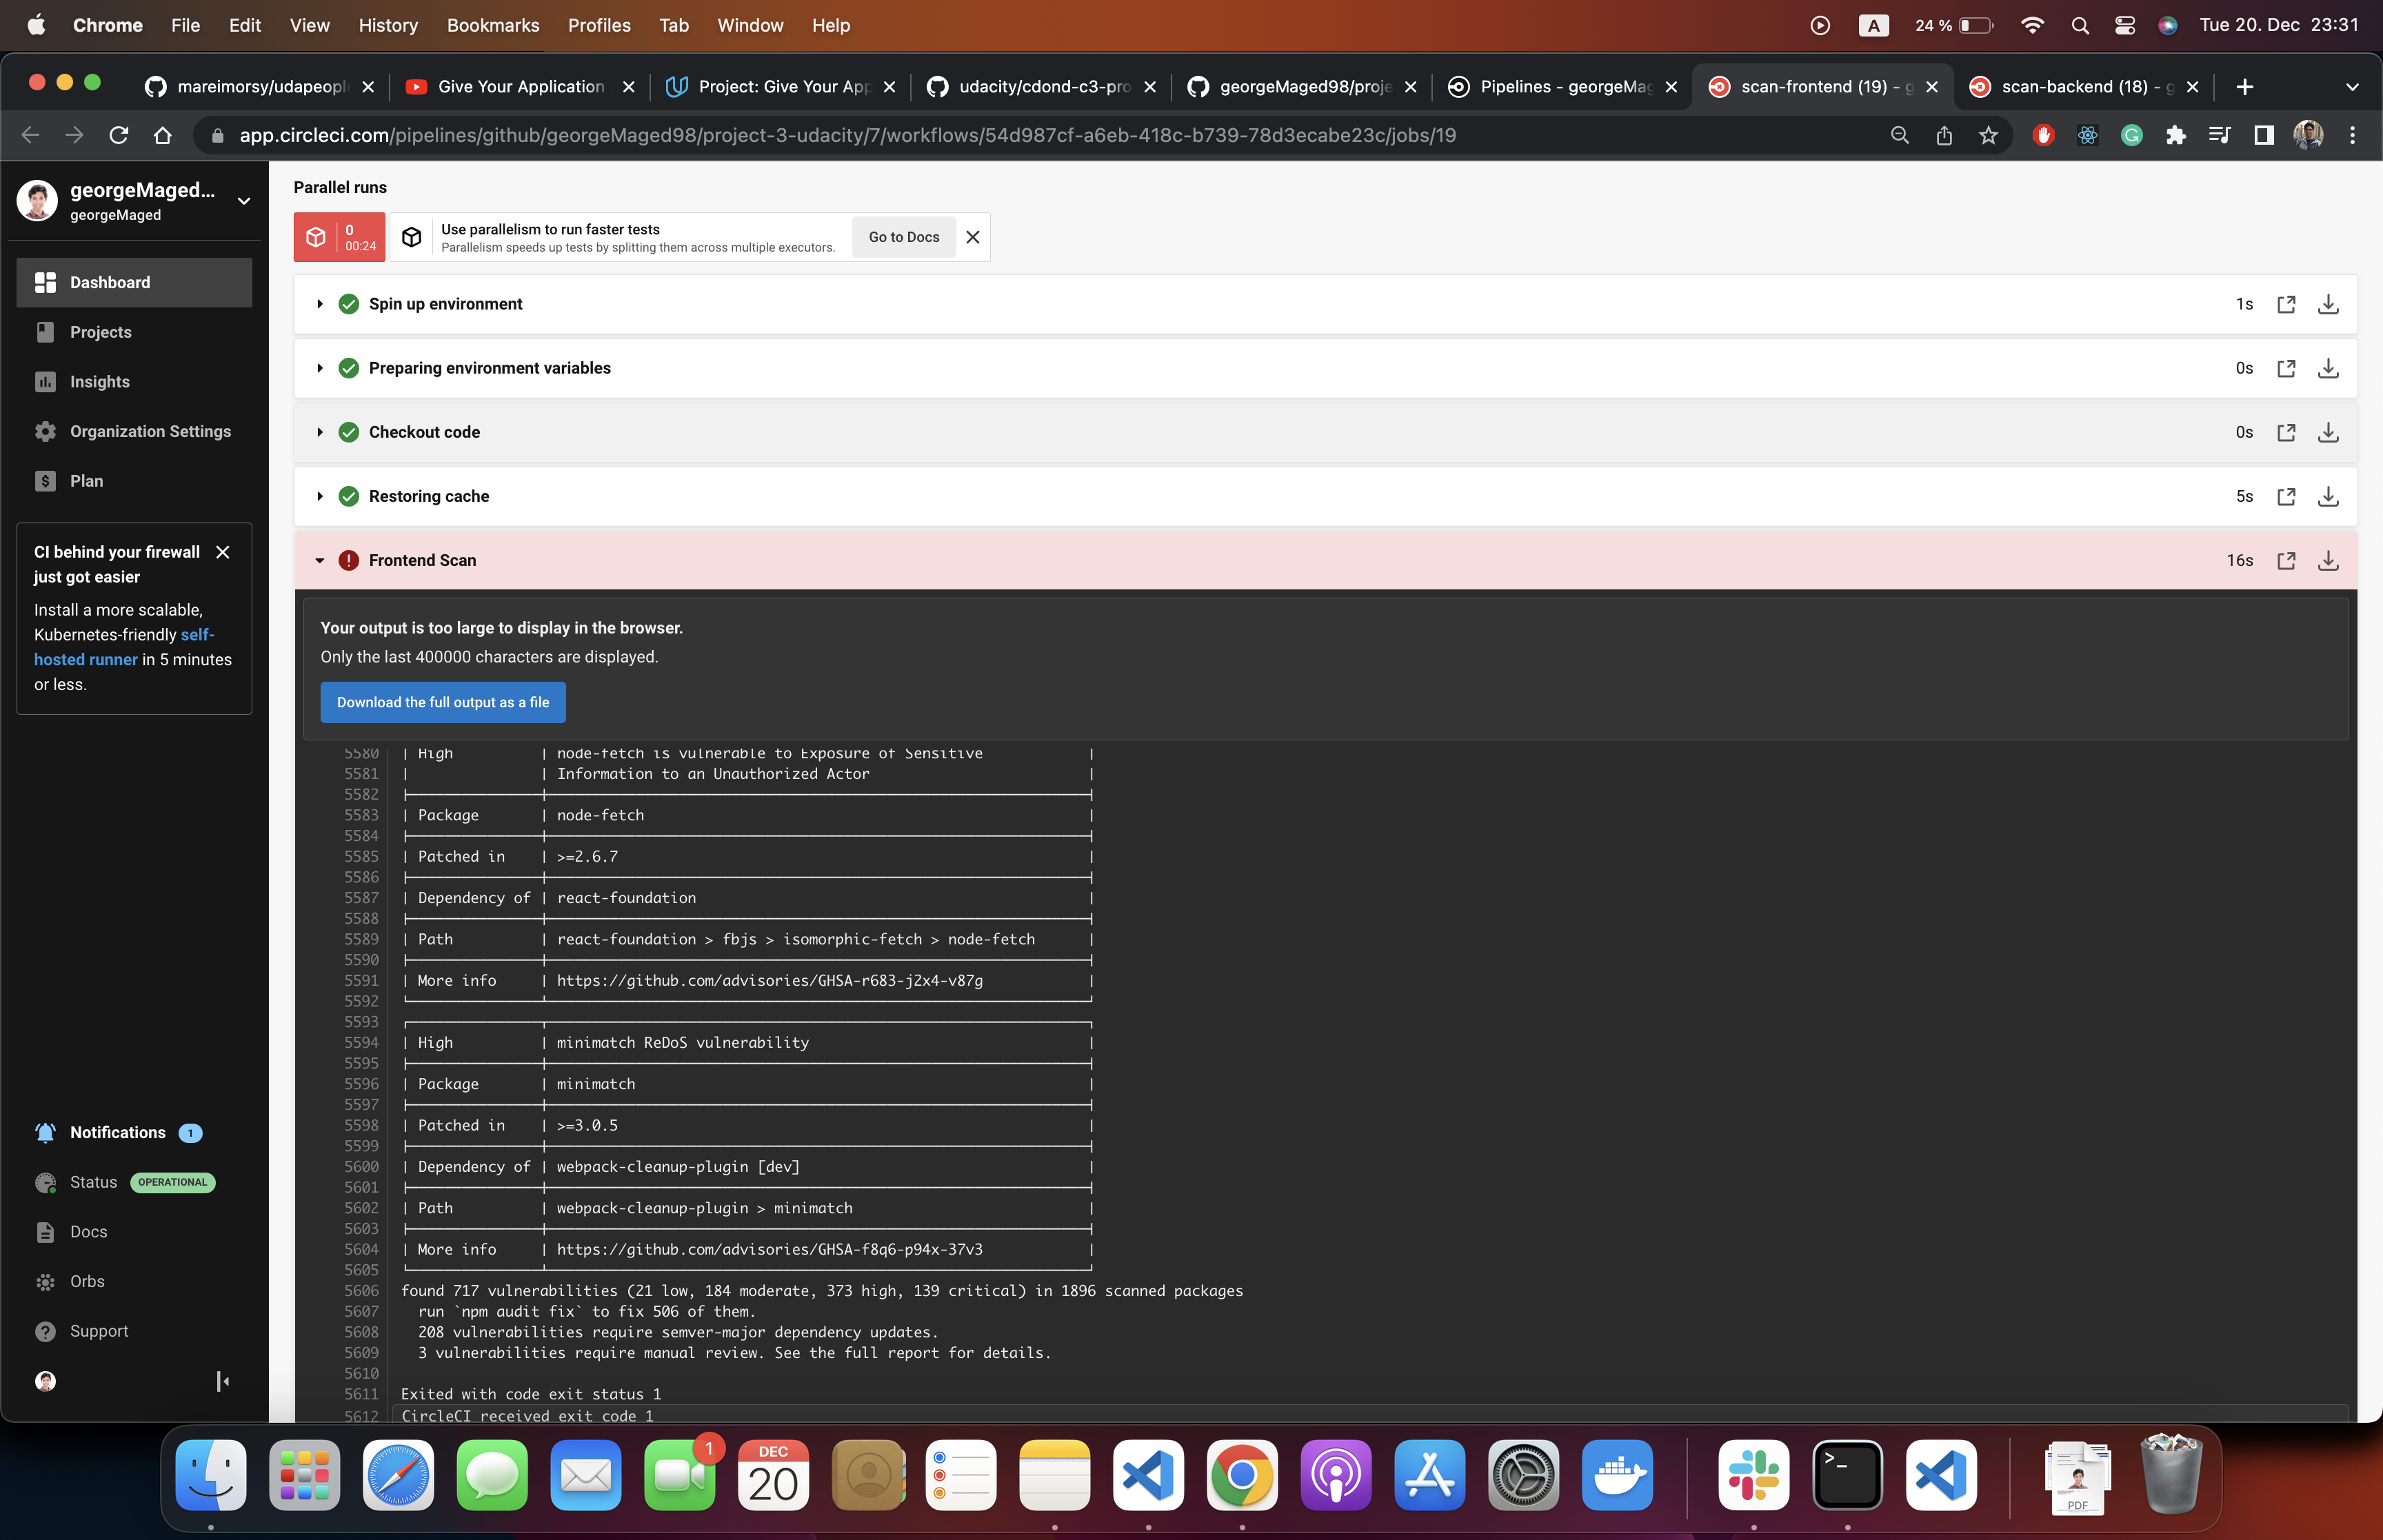 Chrome File Edit View History Bookmarks Profiles Tab Window Help A 24 % Tue 20. Dec 23:31
mareimorsy/udapeopl Give Your Application Project: Give Your App udacity/cdond-c3-pro georgeMaged98/proje Pipelines - georgeMag scan-frontend (19) - g scan-backend (18) - g
app.circleci.com/pipelines/github/georgeMaged98/project-3-udacity/7/workflows/54d987cf-a6eb-418c-b739-78d3ecabe23c/jobs/19
georgeMaged...
georgeMaged
Dashboard
Projects
Insights
Organization Settings
Plan
CI behind your firewall
just got easier
Install a more scalable,
Kubernetes-friendly self-
hosted runner in 5 minutes
or less.
Notifications 1
Status OPERATIONAL
Docs
Orbs
Support
Parallel runs
0
00:24
Use parallelism to run faster tests
Parallelism speeds up tests by splitting them across multiple executors.
Go to Docs
Spin up environment 1s
Preparing environment variables 0s
Checkout code 0s
Restoring cache 5s
Frontend Scan 16s
Your output is too large to display in the browser.
Only the last 400000 characters are displayed.
Download the full output as a file
5580 | High | node-fetch is vulnerable to Exposure of Sensitive |
5581 | | Information to an Unauthorized Actor |
5582
5583 | Package | node-fetch |
5584
5585 | Patched in | >=2.6.7 |
5586
5587 | Dependency of | react-foundation |
5588
5589 | Path | react-foundation > fbjs > isomorphic-fetch > node-fetch |
5590
5591 | More info | https://github.com/advisories/GHSA-r683-j2x4-v87g |
5592
5593
5594 | High | minimatch ReDoS vulnerability |
5595
5596 | Package | minimatch |
5597
5598 | Patched in | >=3.0.5 |
5599
5600 | Dependency of | webpack-cleanup-plugin [dev] |
5601
5602 | Path | webpack-cleanup-plugin > minimatch |
5603
5604 | More info | https://github.com/advisories/GHSA-f8q6-p94x-37v3 |
5605
5606 found 717 vulnerabilities (21 low, 184 moderate, 373 high, 139 critical) in 1896 scanned packages
5607 run `npm audit fix` to fix 506 of them.
5608 208 vulnerabilities require semver-major dependency updates.
5609 3 vulnerabilities require manual review. See the full report for details.
5610
5611 Exited with code exit status 1
5612 CircleCI received exit code 1
1
DEC
20
PDF